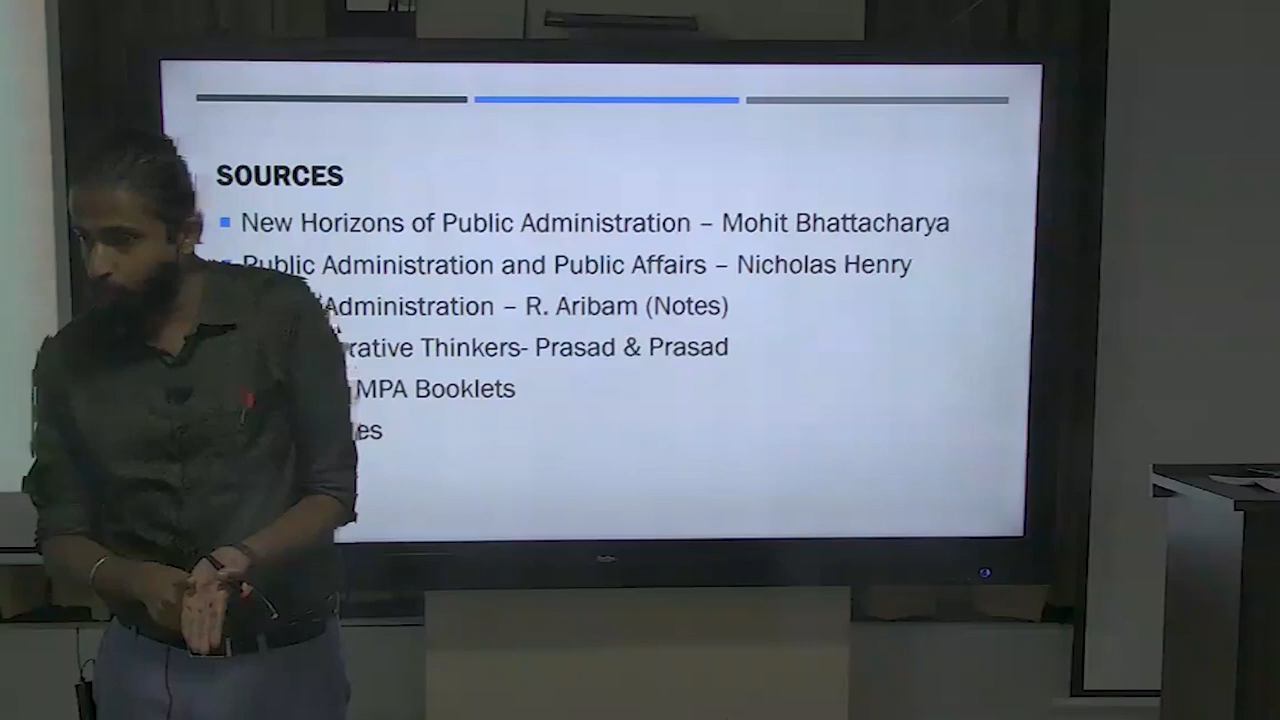 SOURCES
New Horizons of Public Administration – Mohit Bhattacharya
Public Administration and Public Affairs – Nicholas Henry
Administration – R. Aribam (Notes)
Thinkers- Prasad & Prasad
MPA Booklets